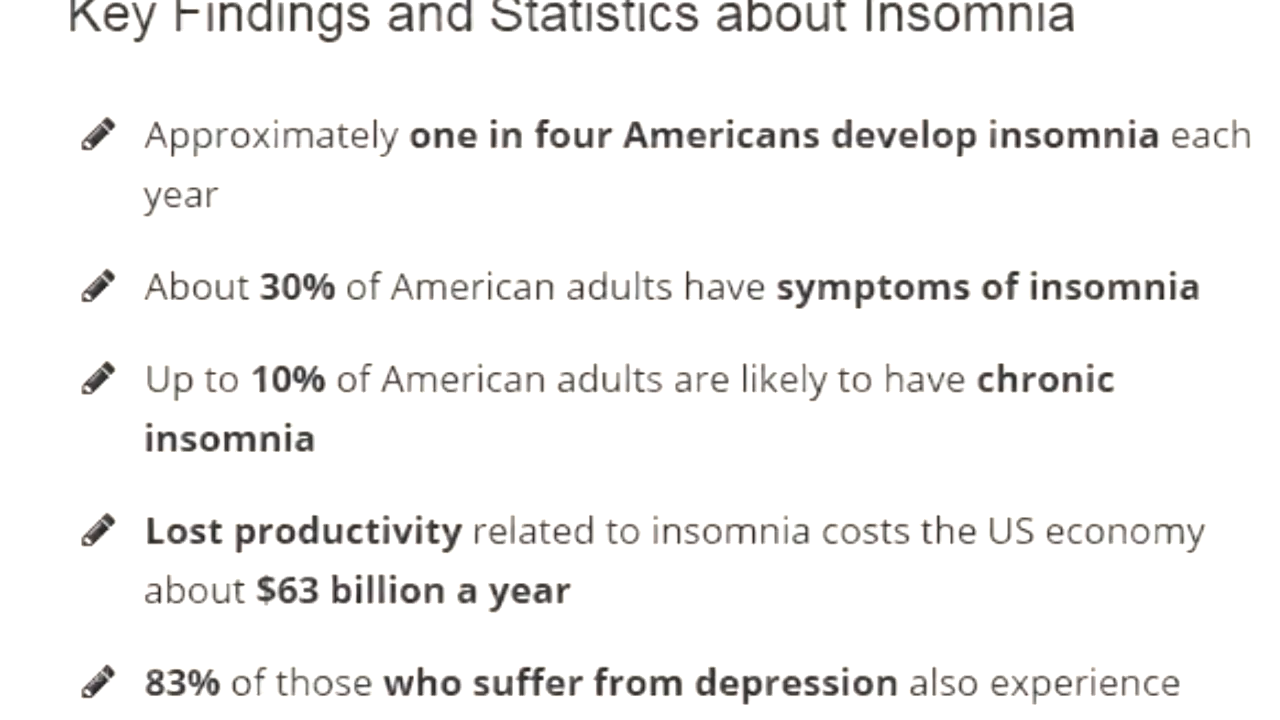 Key Findings and Statistics about Insomnia
Approximately one in four Americans develop insomnia each
year
About 30% of American adults have symptoms of insomnia
Up to 10% of American adults are likely to have chronic
insomnia
Lost productivity related to insomnia costs the US economy
about $63 billion a year
83% of those who suffer from depression also experience